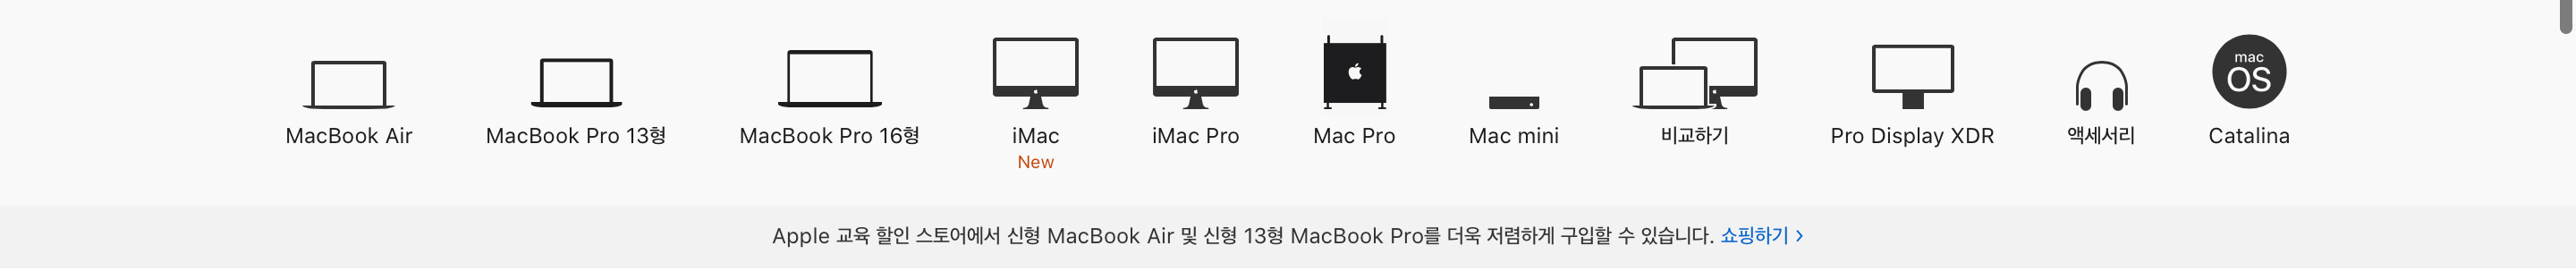 mac
OS
MacBook Air
MacBook Pro 13형
MacBook Pro 16형
iMac
New
iMac Pro
Mac Pro
Mac mini
비교하기
Pro Display XDR
액세서리
Catalina
Apple 교육 할인 스토어에서 신형 MacBook Air 및 신형 13형 MacBook Pro를 더욱 저렴하게 구입할 수 있습니다. 쇼핑하기 >